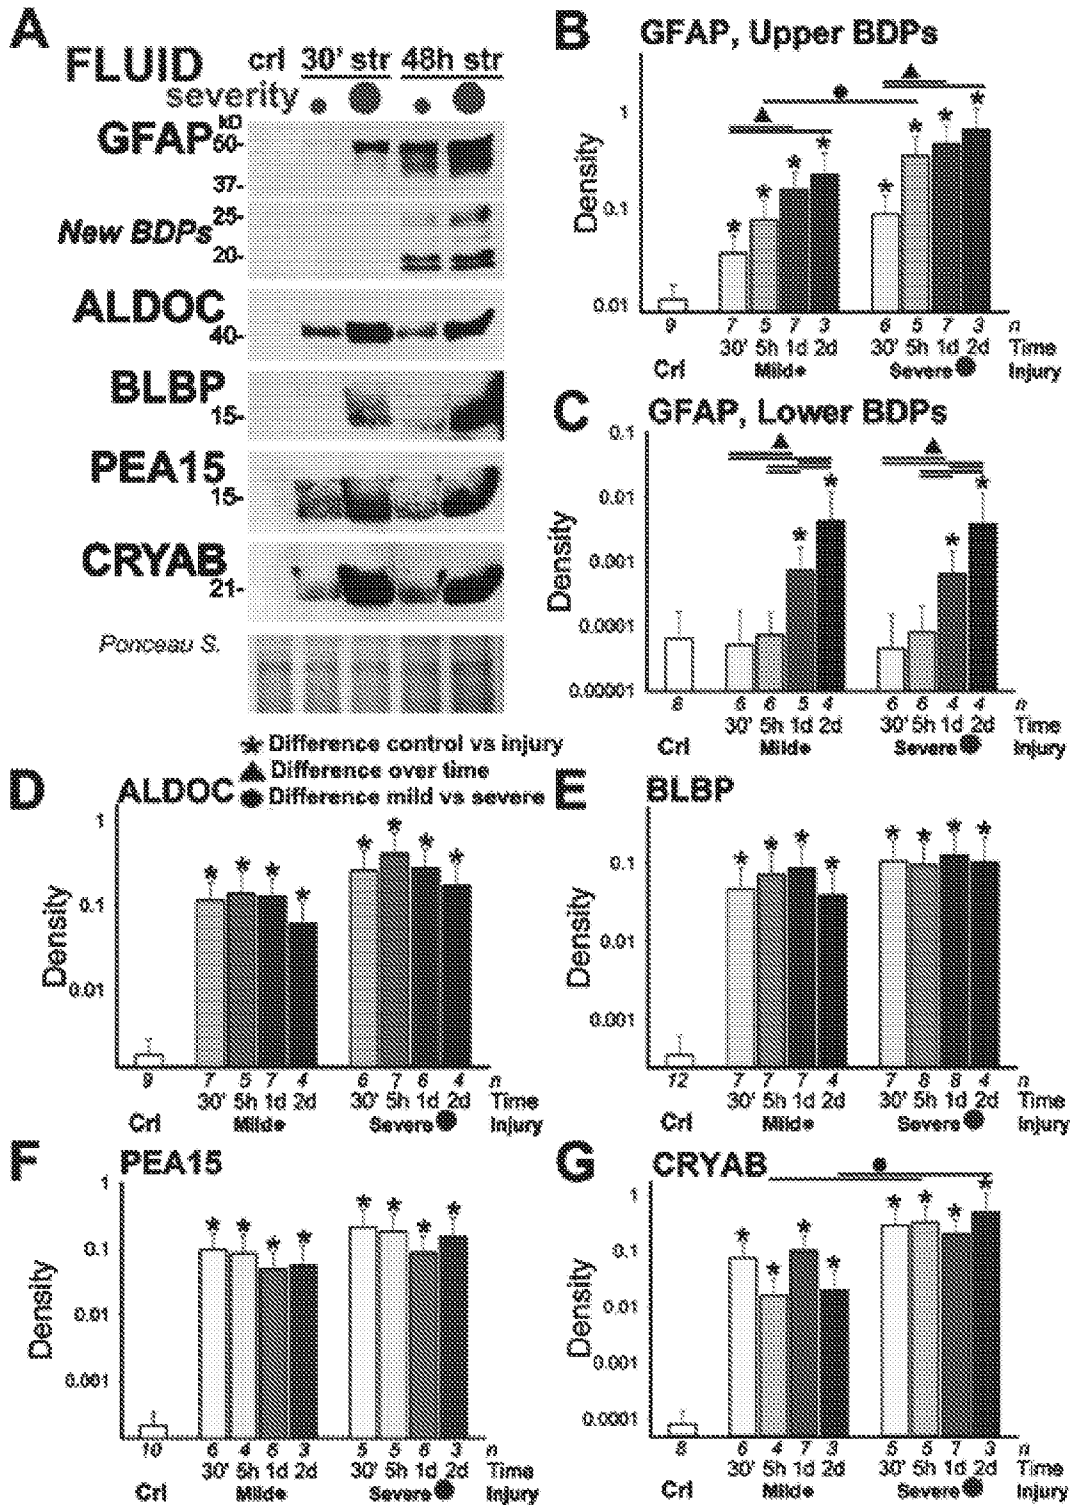 A
FLUID crl 30' str 48h str
severity
kD
GFAP 50-
37-
New BDPs 25-
20-
ALDOC 40-
BLBP 15-
PEA15 15-
CRYAB 21-
Ponceau S.
B GFAP, Upper BDPs
Density
1
0.1
0.01
9 7 5 7 3 6 5 7 3 n
30' 5h 1d 2d 30' 5h 1d 2d Time
Crl Mild Severe Injury
C GFAP, Lower BDPs
Density
0.1
0.01
0.001
0.0001
0.00001
6 6 5 4 6 6 4 4 n
30' 5h 1d 2d 30' 5h 1d 2d Time
Crl Mild Severe Injury
★ Difference control vs injury
▲ Difference over time
● Difference mild vs severe
D ALDOC
Density
1
0.1
0.01
9 7 5 7 4 6 7 6 4 n
30' 5h 1d 2d 30' 5h 1d 2d Time
Crl Mild Severe Injury
E BLBP
Density
0.1
0.01
0.001
12 7 7 7 4 7 8 8 4 n
30' 5h 1d 2d 30' 5h 1d 2d Time
Crl Mild Severe Injury
F PEA15
Density
1
0.1
0.01
0.001
10 6 4 6 3 5 5 6 3 n
30' 5h 1d 2d 30' 5h 1d 2d Time
Crl Mild Severe Injury
G CRYAB
Density
1
0.1
0.01
0.001
0.0001
8 6 4 7 3 5 5 7 3 n
30' 5h 1d 2d 30' 5h 1d 2d Time
Crl Mild Severe Injury